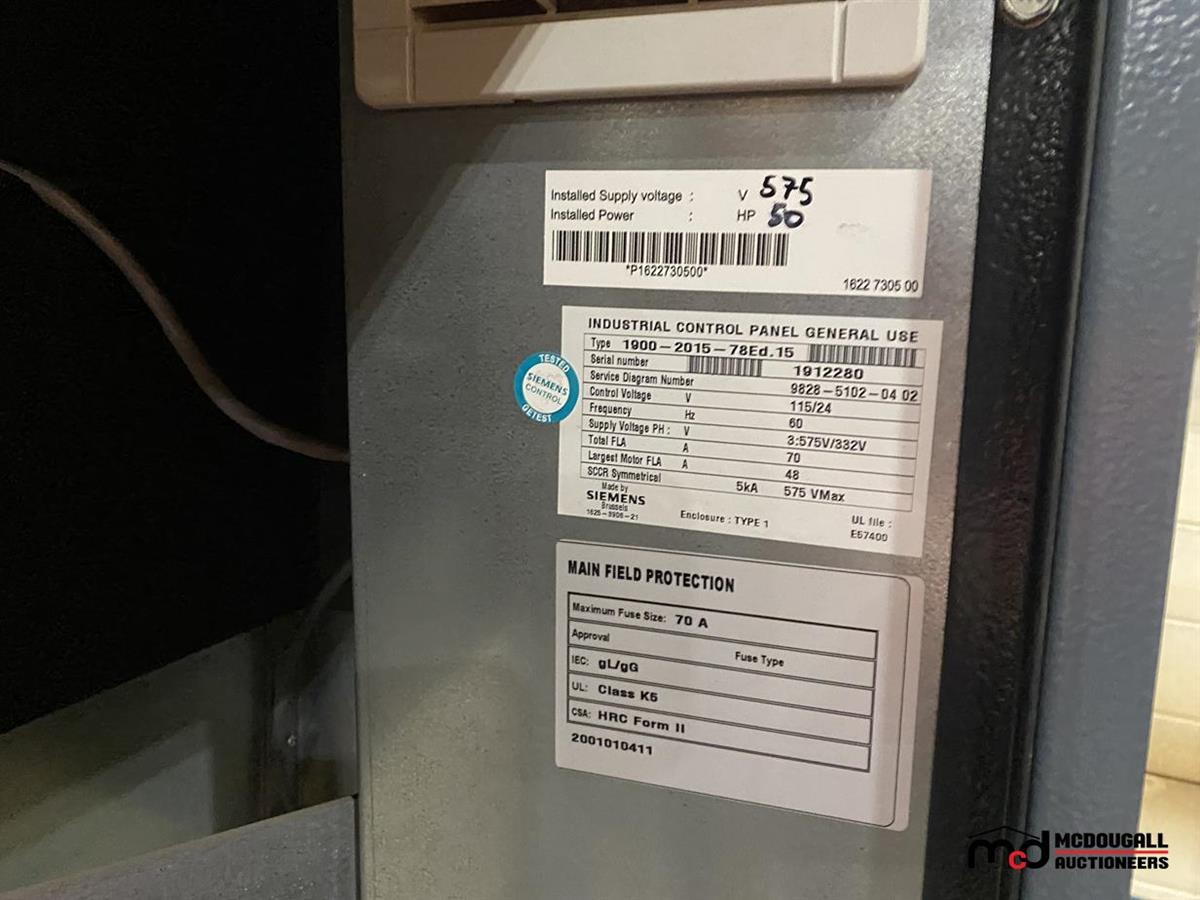 Installed Supply voltage : V 575
Installed Power : HP 50
*P1622730500*
1622 7305 00
INDUSTRIAL CONTROL PANEL GENERAL USE
Type 1900-2015-78Ed.15
Serial number 1912280
Service Diagram Number 9828-5102-04 02
Control Voltage V 115/24
Frequency Hz 60
Supply Voltage PH : V 3:575V/332V
Total FLA A 70
Largest Motor FLA A 48
SCCR Symmetrical 5kA 575 VMax
Made by
SIEMENS
Brussels
1625-3906-21
Enclosure : TYPE 1
UL file :
E57400
TESTED
SIEMENS
CONTROL
GETEST
MAIN FIELD PROTECTION
Maximum Fuse Size: 70 A
Approval Fuse Type
IEC: gL/gG
UL: Class K5
CSA: HRC Form II
2001010411
mcd MCDOUGALL
AUCTIONEERS